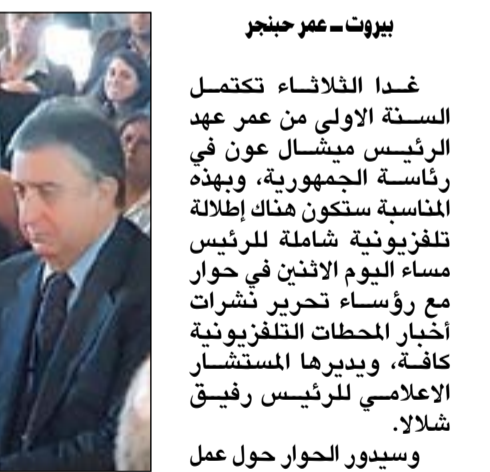 بيروت ـ عمر حبنجر
غدا الثلاثاء تكتمل
السنة الاولى من عمر عهد
الرئيس ميشال عون في
رئاسة الجمهورية، وبهذه
المناسبة ستكون هناك إطلالة
تلفزيونية شاملة للرئيس
مساء اليوم الاثنين في حوار
مع رؤساء تحرير نشرات
أخبار المحطات التلفزيونية
كافة، ويديرها المستشار
الاعلامي للرئيس رفيق
شلالا.
وسيدور الحوار حول عمل